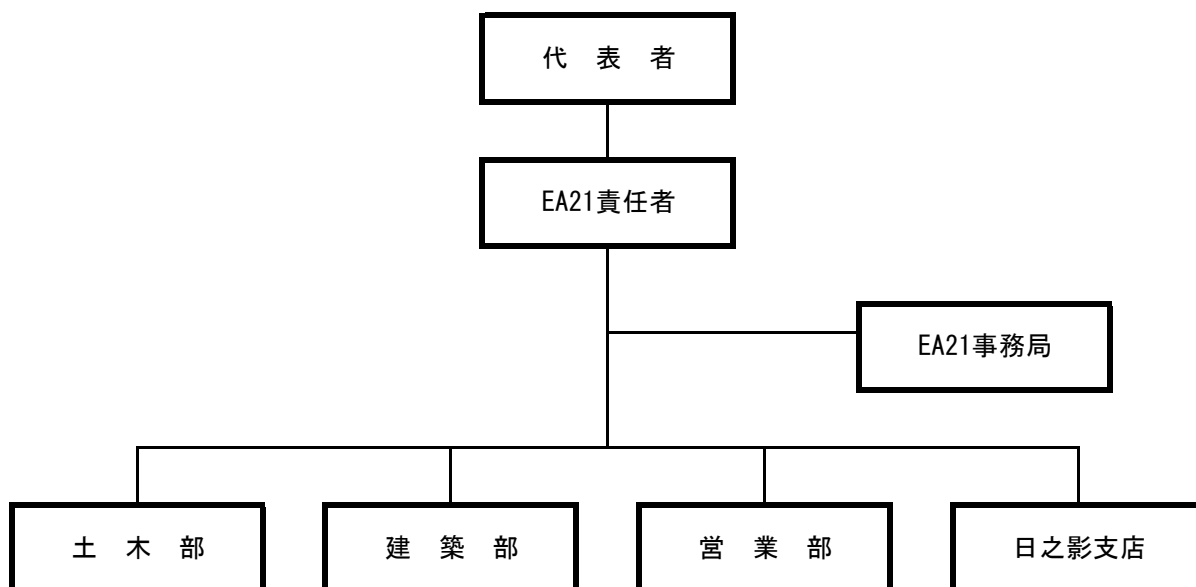 代　表　者
EA21責任者
EA21事務局
土　木　部
建　築　部
営　業　部
日之影支店